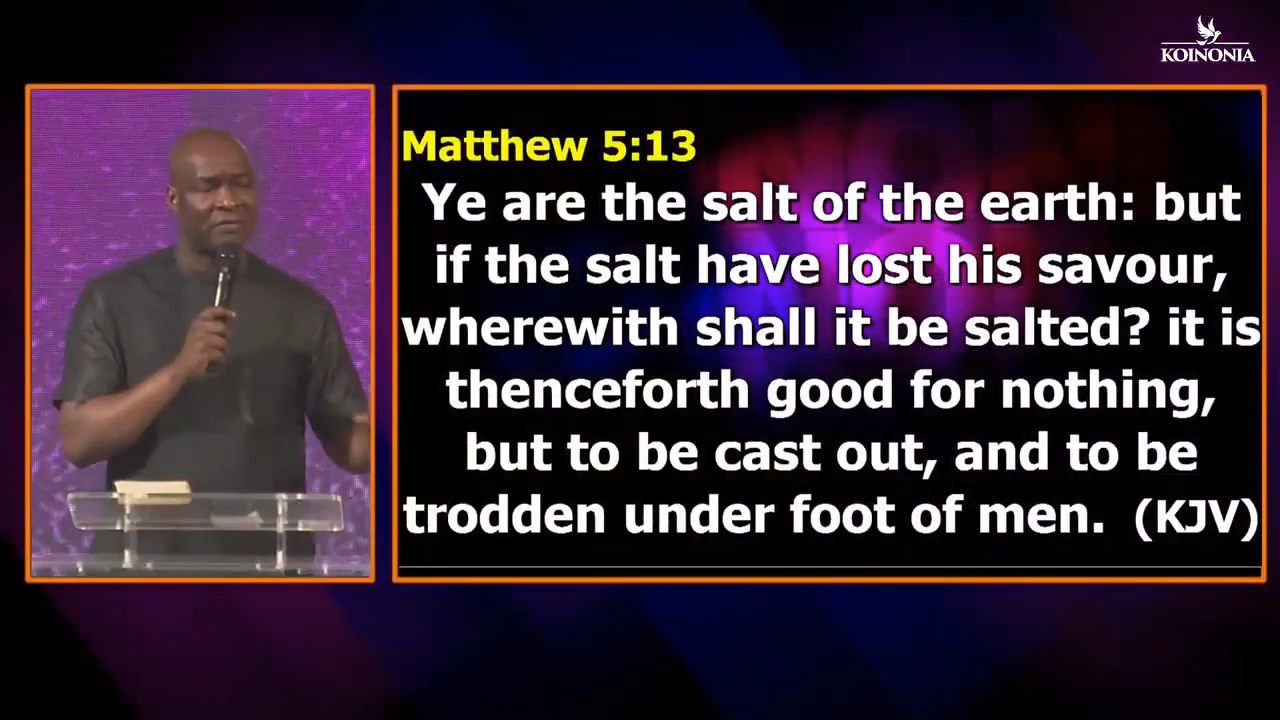 KOINONIA
Matthew 5:13
Ye are the salt of the earth: but
if the salt have lost his savour,
wherewith shall it be salted? it is
thenceforth good for nothing,
but to be cast out, and to be
trodden under foot of men. (KJV)